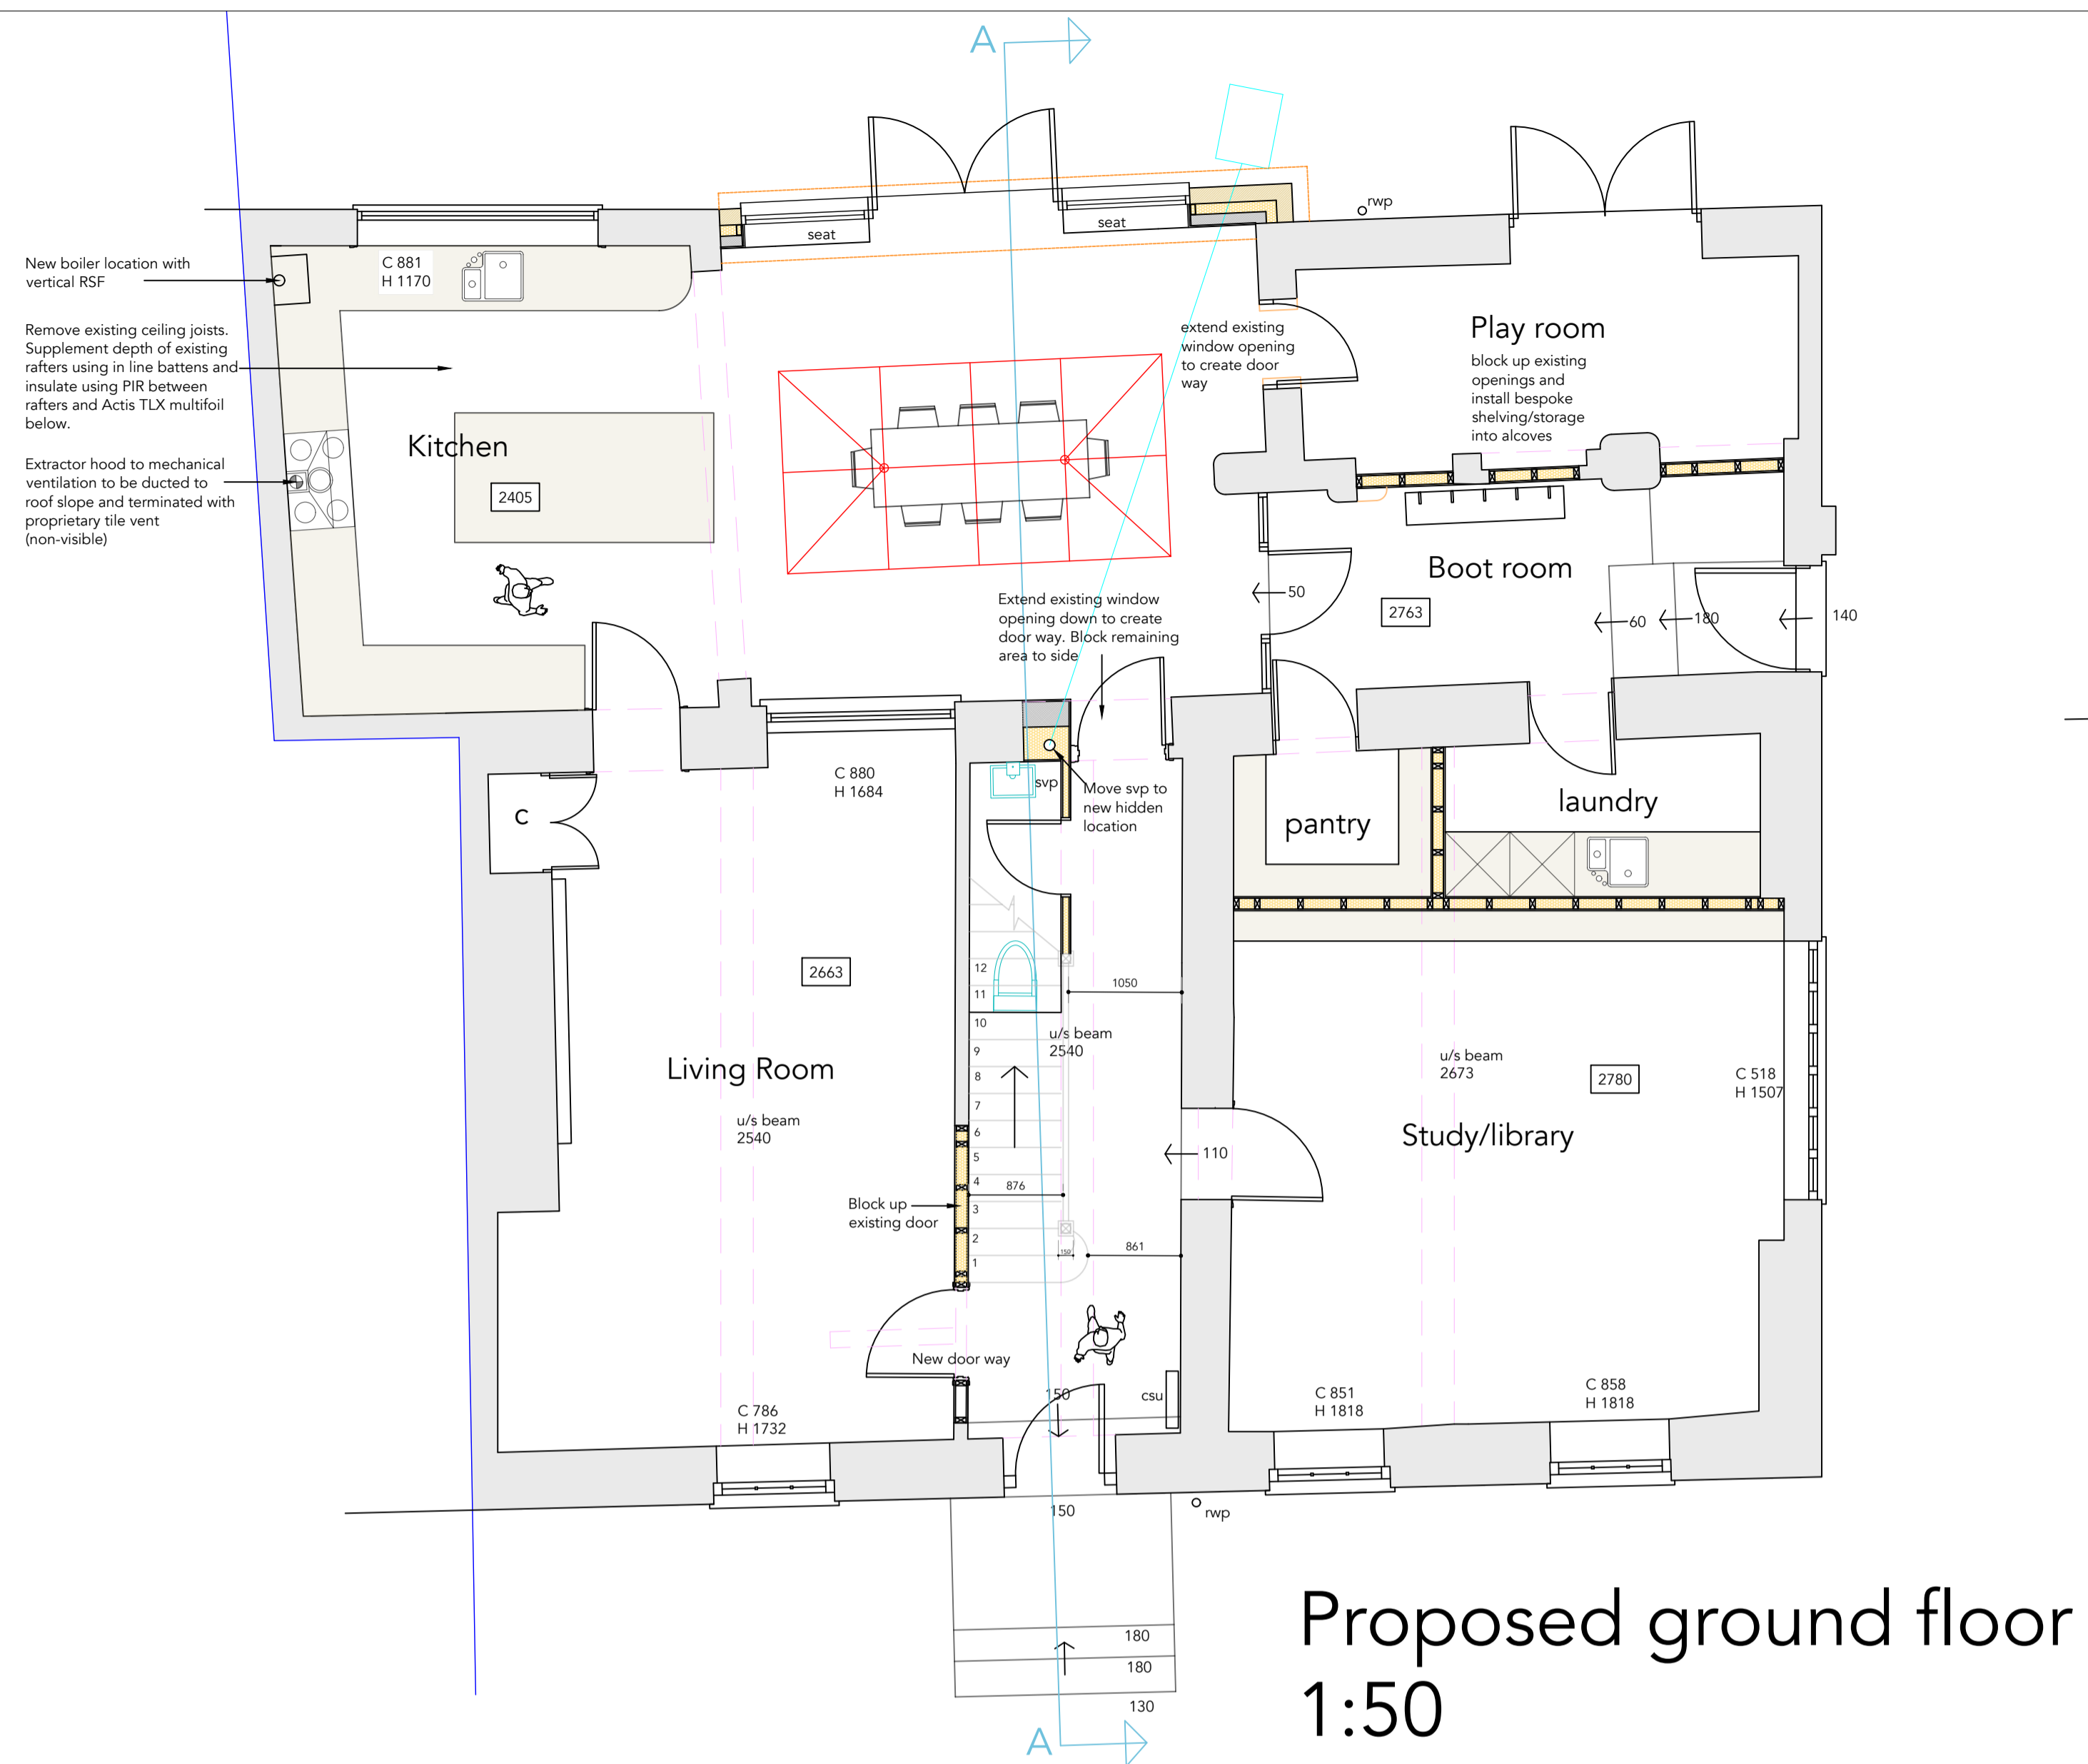 A
rwp
seat
seat
New boiler location with
vertical RSF
C 881
H 1170
Remove existing ceiling joists.
Supplement depth of existing
rafters using in line battens and
insulate using PIR between
rafters and Actis TLX multifoil
below.
extend existing
window opening
to create door
way
Play room
block up existing
openings and
install bespoke
shelving/storage
into alcoves
Kitchen
2405
Extractor hood to mechanical
ventilation to be ducted to
roof slope and terminated with
proprietary tile vent
(non-visible)
Boot room
2763
50
60
180
140
Extend existing window
opening down to create
door way. Block remaining
area to side
C 880
H 1684
svp
Move svp to
new hidden
location
pantry
laundry
C
2663
12
11
10
9
8
7
6
5
4
3
2
1
1050
u/s beam
2540
Living Room
u/s beam
2540
u/s beam
2673
2780
C 518
H 1507
Study/library
110
876
Block up
existing door
150
861
New door way
150
csu
C 786
H 1732
C 851
H 1818
C 858
H 1818
150
rwp
180
180
130
A
Proposed ground floor
1:50